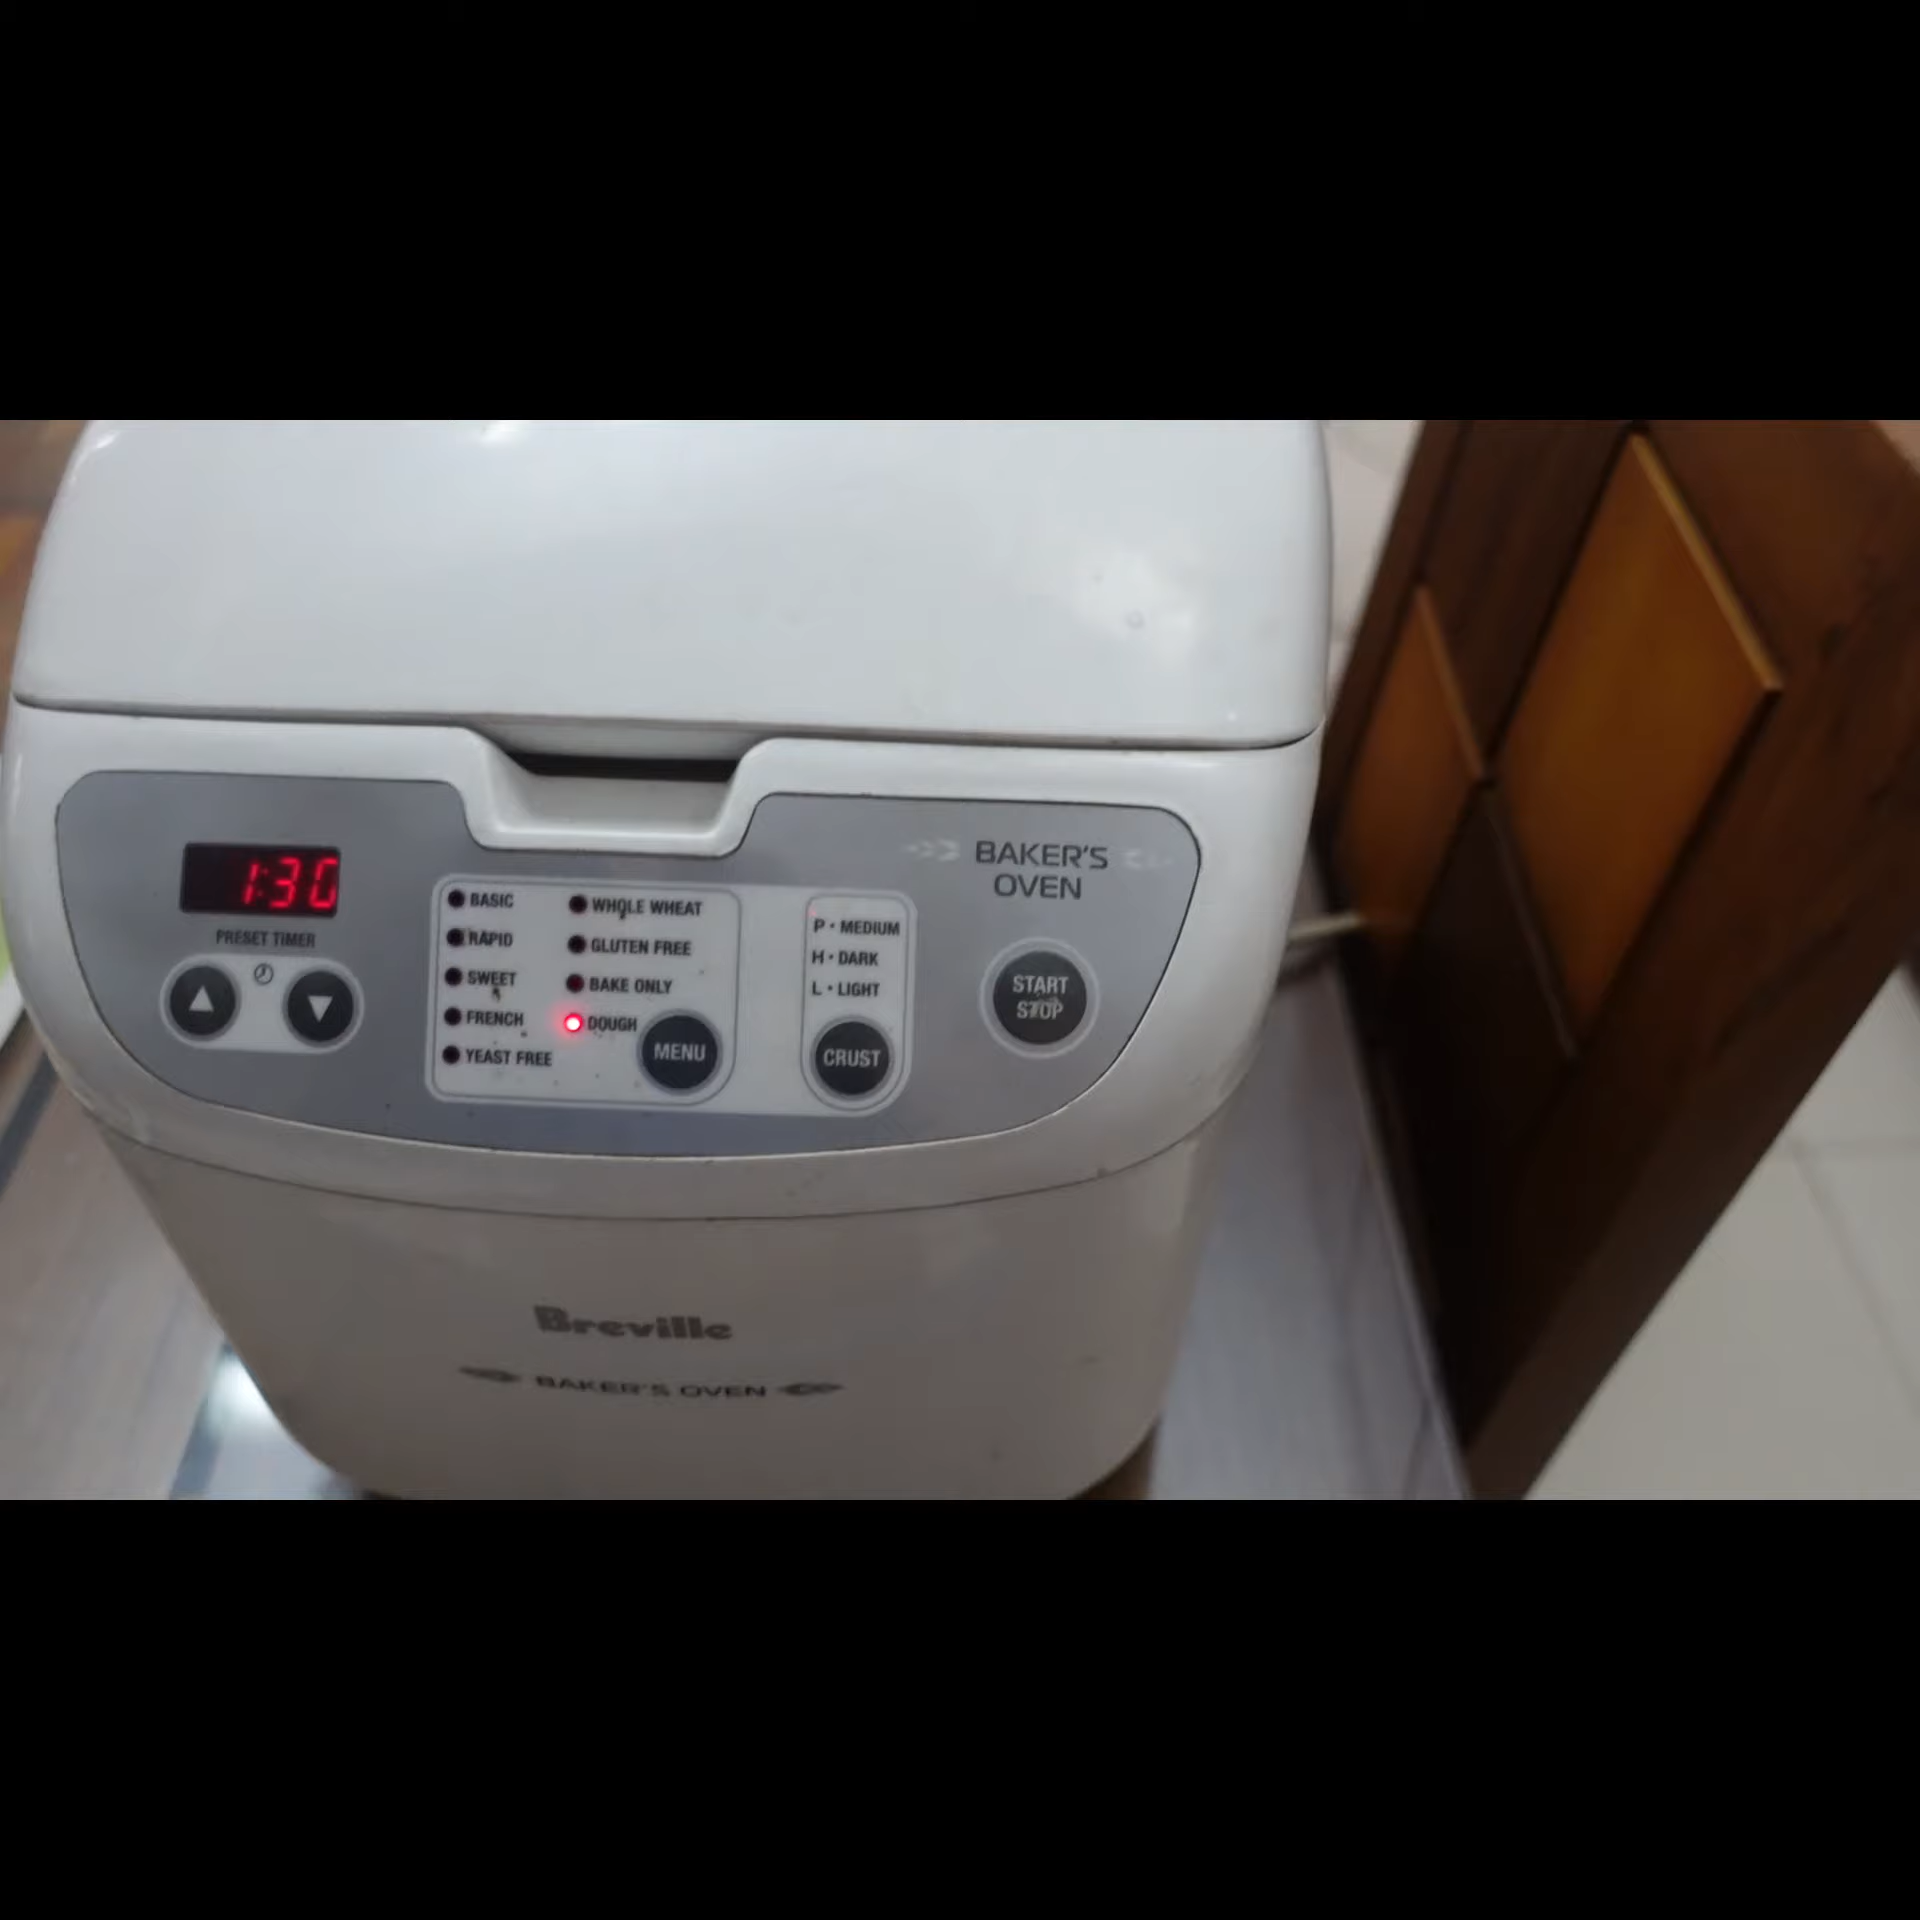 1:30
PRESET TIMER
BASIC
RAPID
SWEET
FRENCH
YEAST FREE
WHOLE WHEAT
GLUTEN FREE
BAKE ONLY
DOUGH
MENU
P · MEDIUM
H · DARK
L · LIGHT
CRUST
BAKER'S
OVEN
START
STOP
Breville
BAKER'S OVEN